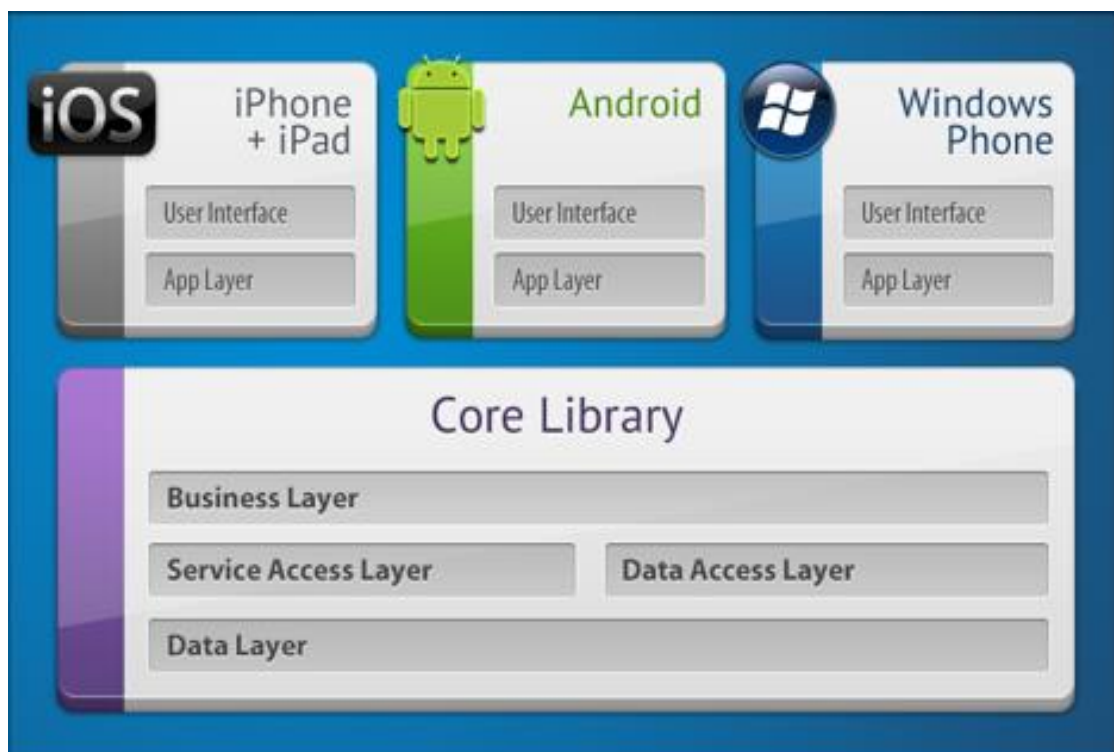 iOS
iPhone
+ iPad
User Interface
App Layer
Android
User Interface
App Layer
Windows
Phone
User Interface
App Layer
Core Library
Business Layer
Service Access Layer
Data Access Layer
Data Layer